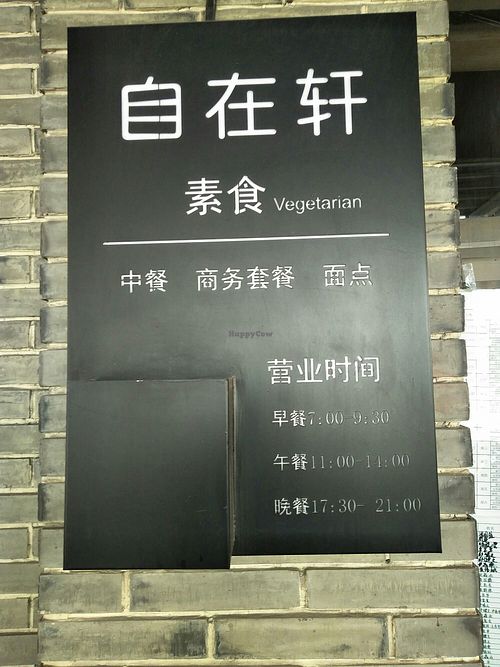 自在轩
素食 Vegetarian
中餐 商务套餐 面点
HappyCow
营业时间
早餐7:00-9:30
午餐11:00-14:00
晚餐17:30- 21:00